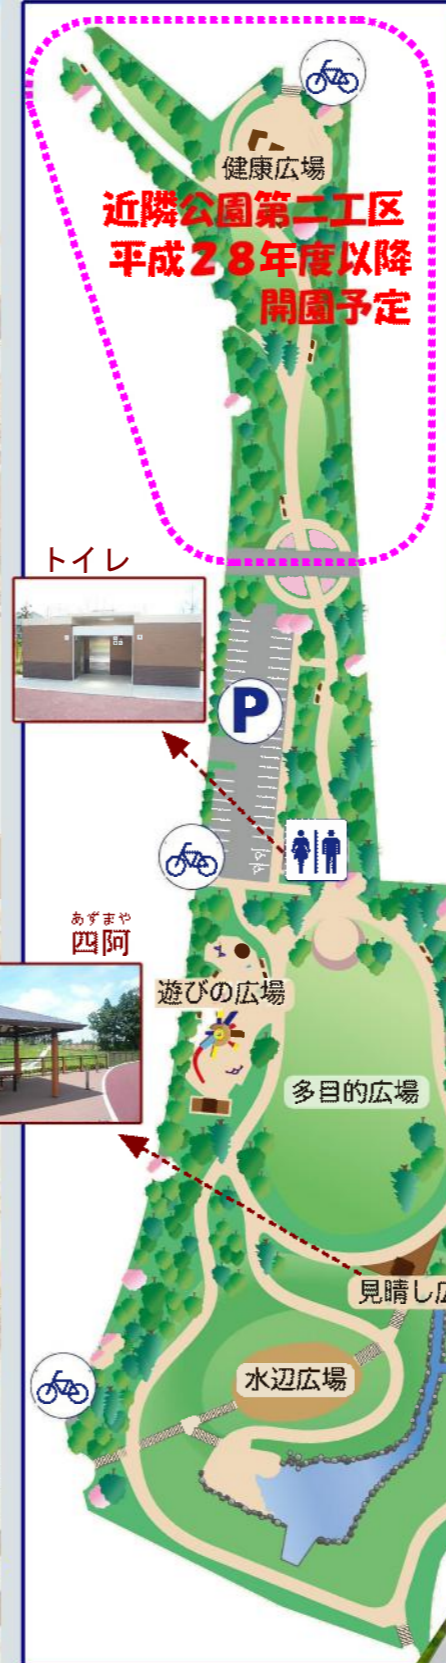 健康広場
近隣公園第二工区
平成28年度以降
開園予定
トイレ
P
あずまや
四阿
遊びの広場
多目的広場
見晴し広
水辺広場